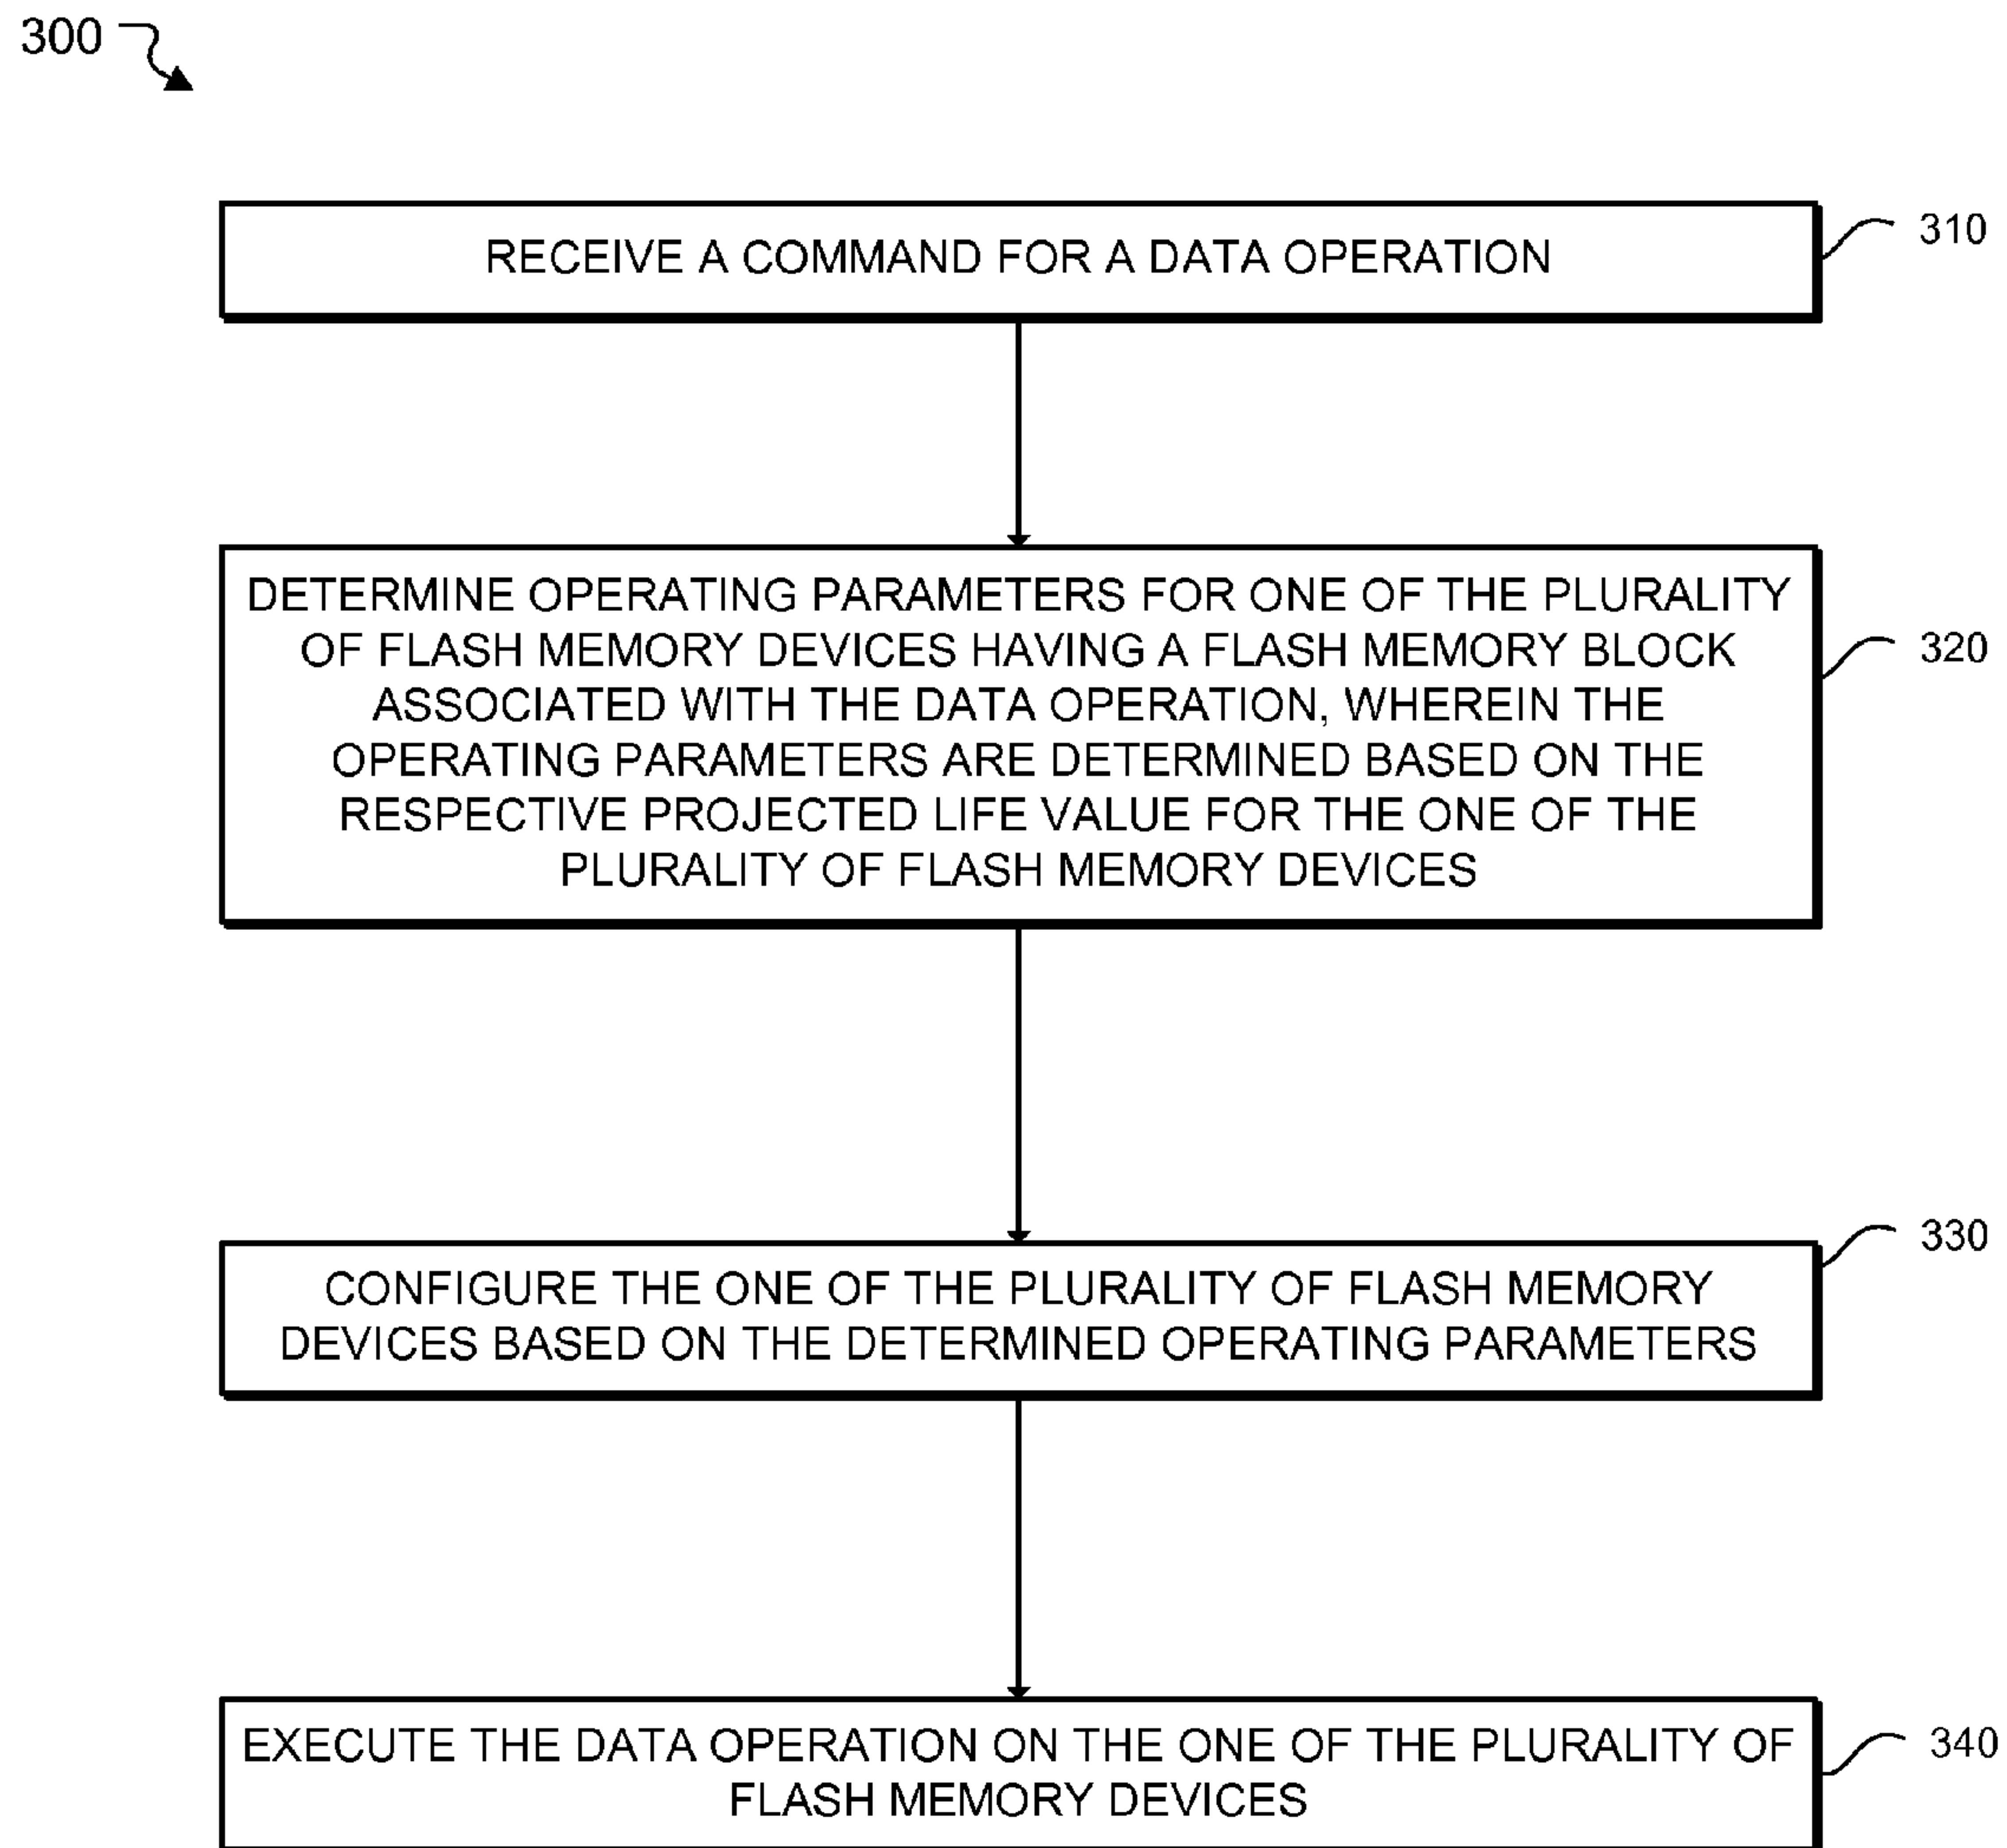 300
RECEIVE A COMMAND FOR A DATA OPERATION
310
DETERMINE OPERATING PARAMETERS FOR ONE OF THE PLURALITY
OF FLASH MEMORY DEVICES HAVING A FLASH MEMORY BLOCK
ASSOCIATED WITH THE DATA OPERATION, WHEREIN THE
OPERATING PARAMETERS ARE DETERMINED BASED ON THE
RESPECTIVE PROJECTED LIFE VALUE FOR THE ONE OF THE
PLURALITY OF FLASH MEMORY DEVICES
320
CONFIGURE THE ONE OF THE PLURALITY OF FLASH MEMORY
DEVICES BASED ON THE DETERMINED OPERATING PARAMETERS
330
EXECUTE THE DATA OPERATION ON THE ONE OF THE PLURALITY OF
FLASH MEMORY DEVICES
340